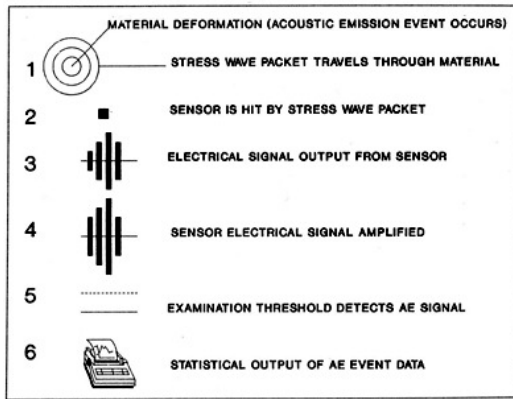 MATERIAL DEFORMATION (ACOUSTIC EMISSION EVENT OCCURS)
1 STRESS WAVE PACKET TRAVELS THROUGH MATERIAL
2 SENSOR IS HIT BY STRESS WAVE PACKET
3 ELECTRICAL SIGNAL OUTPUT FROM SENSOR
4 SENSOR ELECTRICAL SIGNAL AMPLIFIED
5 EXAMINATION THRESHOLD DETECTS AE SIGNAL
6 STATISTICAL OUTPUT OF AE EVENT DATA